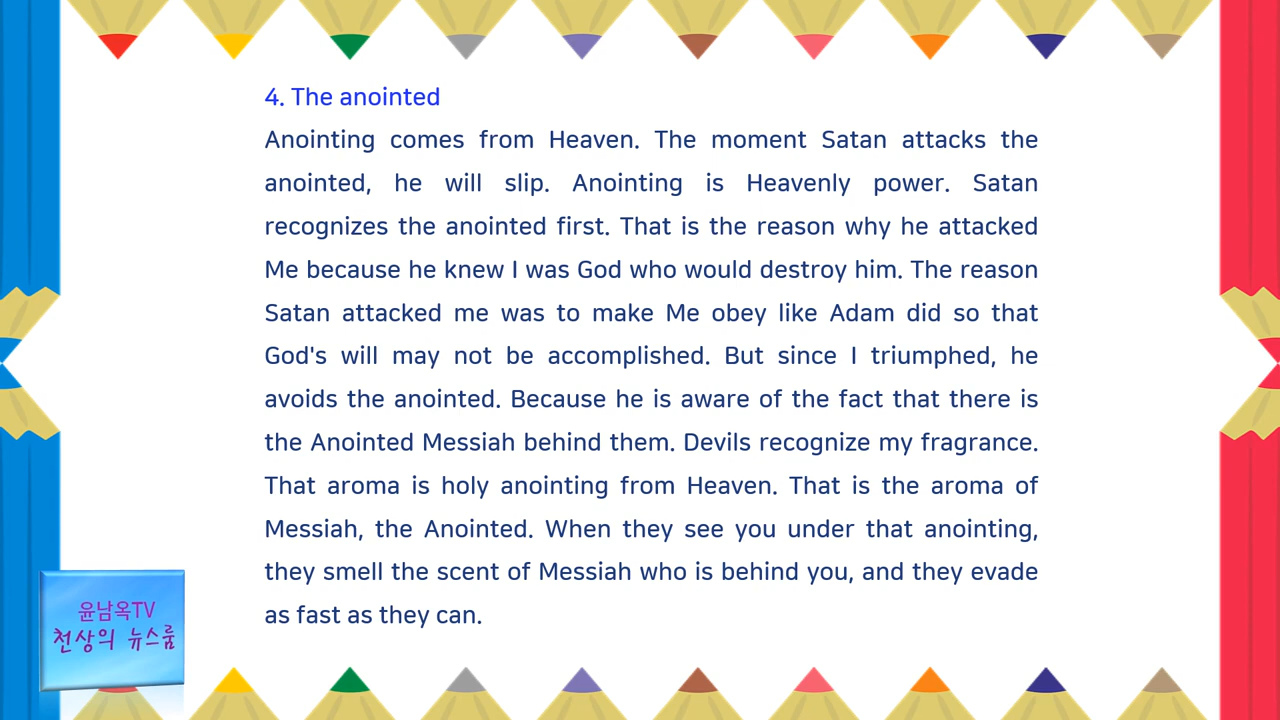 4. The anointed
Anointing comes from Heaven. The moment Satan attacks the
anointed, he will slip. Anointing is Heavenly power. Satan
recognizes the anointed first. That is the reason why he attacked
Me because he knew I was God who would destroy him. The reason
Satan attacked me was to make Me obey like Adam did so that
God's will may not be accomplished. But since I triumphed, he
avoids the anointed. Because he is aware of the fact that there is
the Anointed Messiah behind them. Devils recognize my fragrance.
That aroma is holy anointing from Heaven. That is the aroma of
Messiah, the Anointed. When they see you under that anointing,
they smell the scent of Messiah who is behind you, and they evade
as fast as they can.
윤남옥TV
천상의 뉴스룸